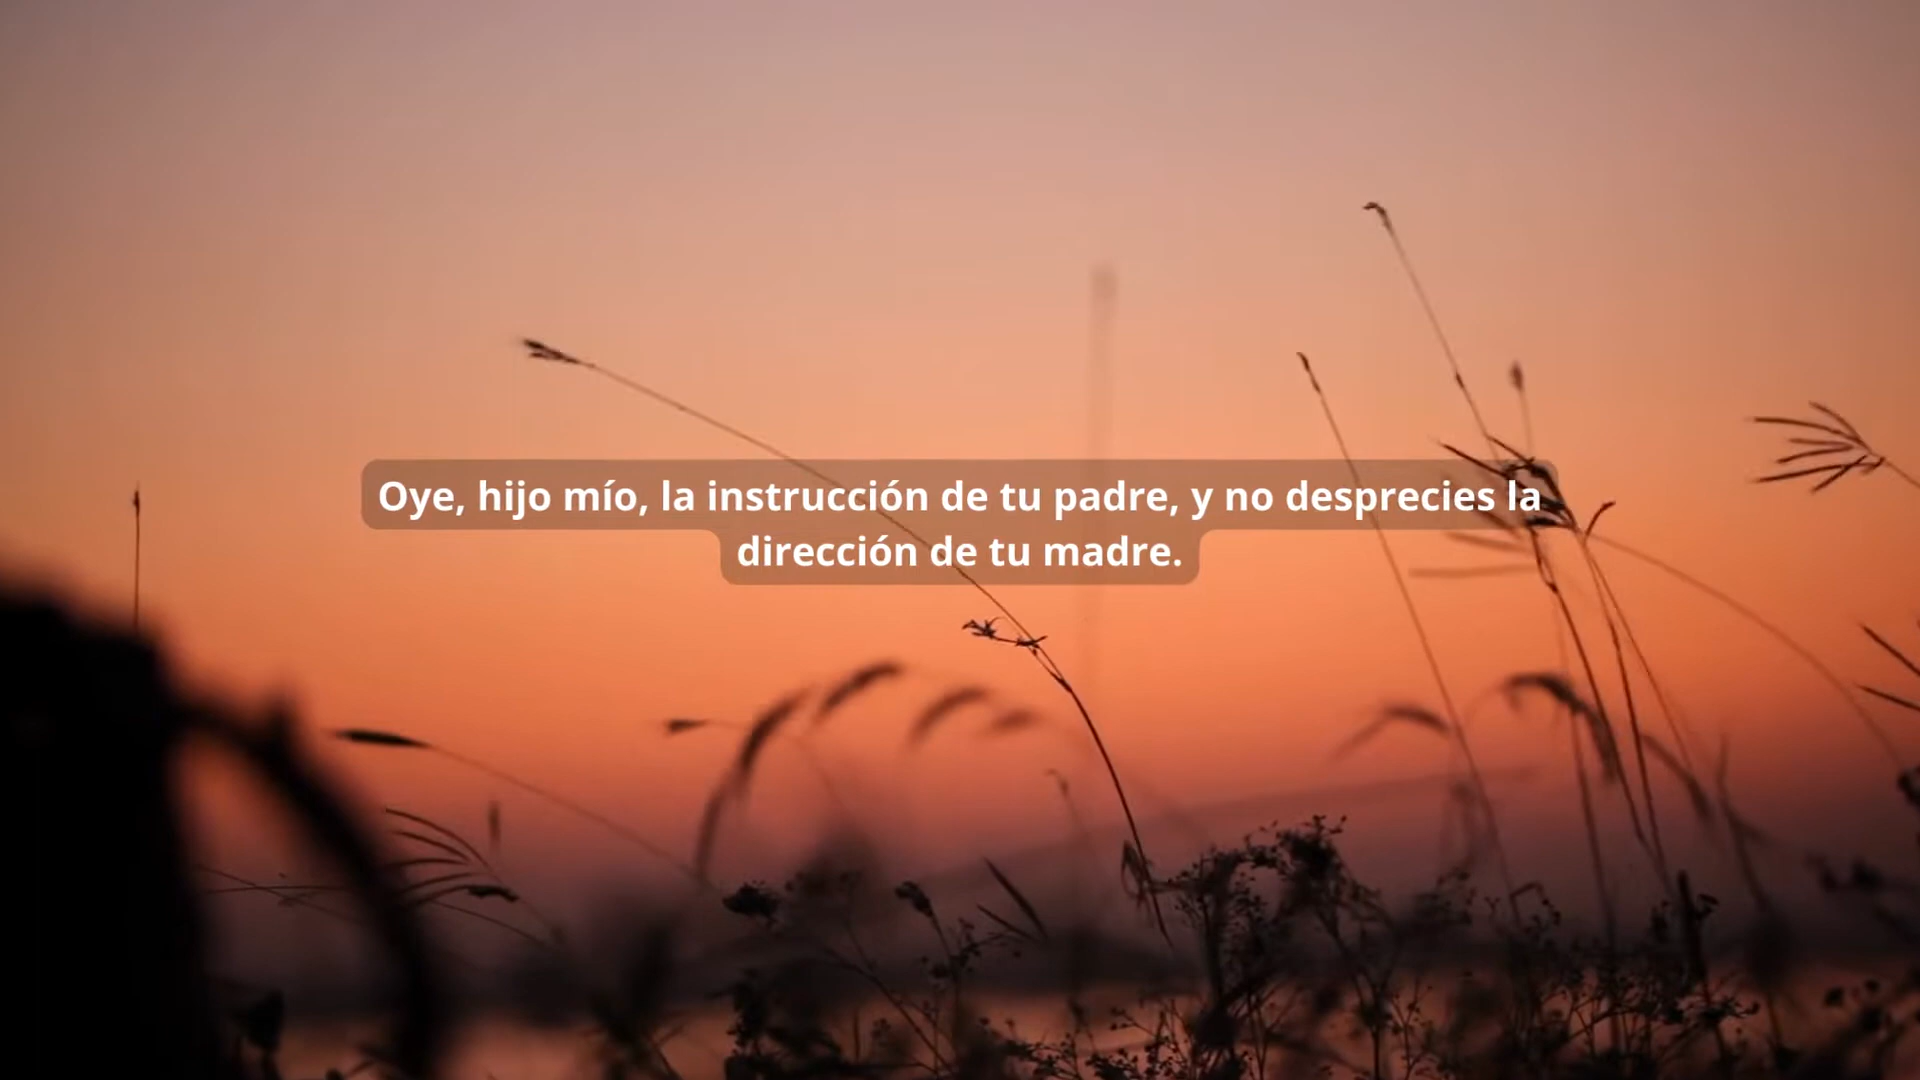 Oye, hijo mío, la instrucción de tu padre, y no desprecies la
dirección de tu madre.